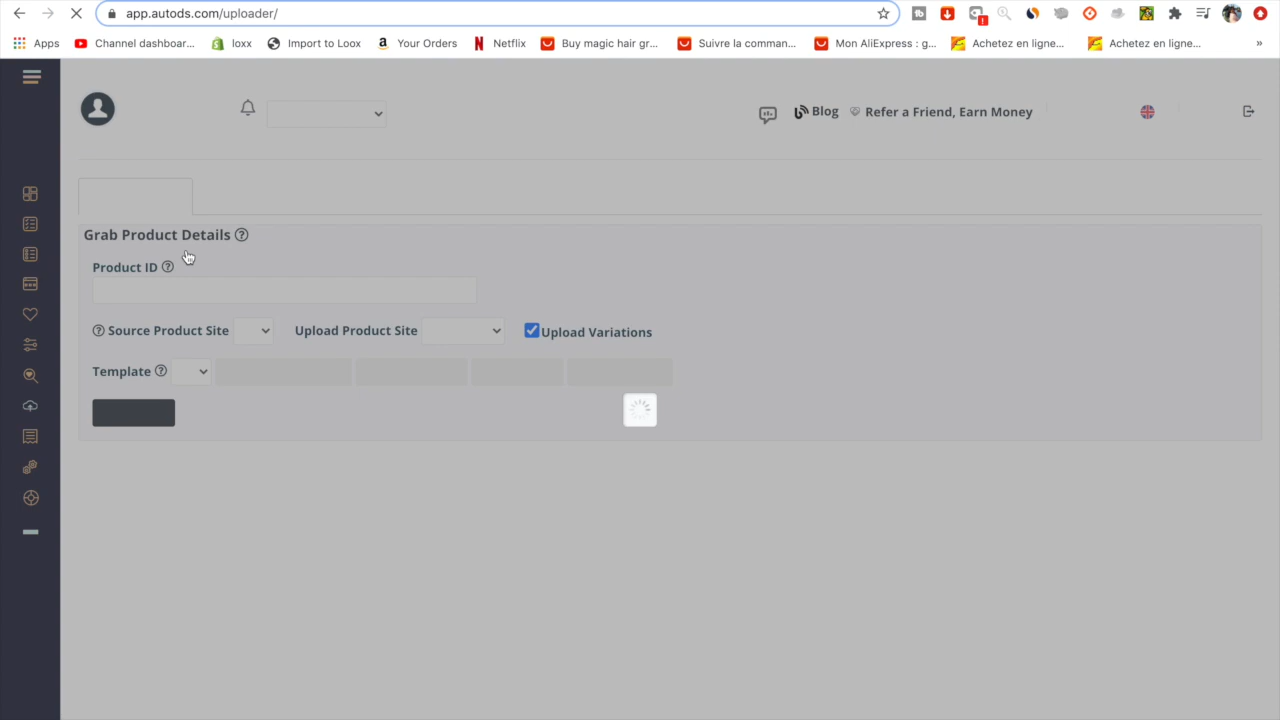 app.autods.com/uploader/
Apps Channel dashboar... loxx Import to Loox Your Orders Netflix Buy magic hair gr... Suivre la comman... Mon AliExpress : g... Achetez en ligne... Achetez en ligne... »
Blog Refer a Friend, Earn Money
Grab Product Details
Product ID
Source Product Site Upload Product Site Upload Variations
Template